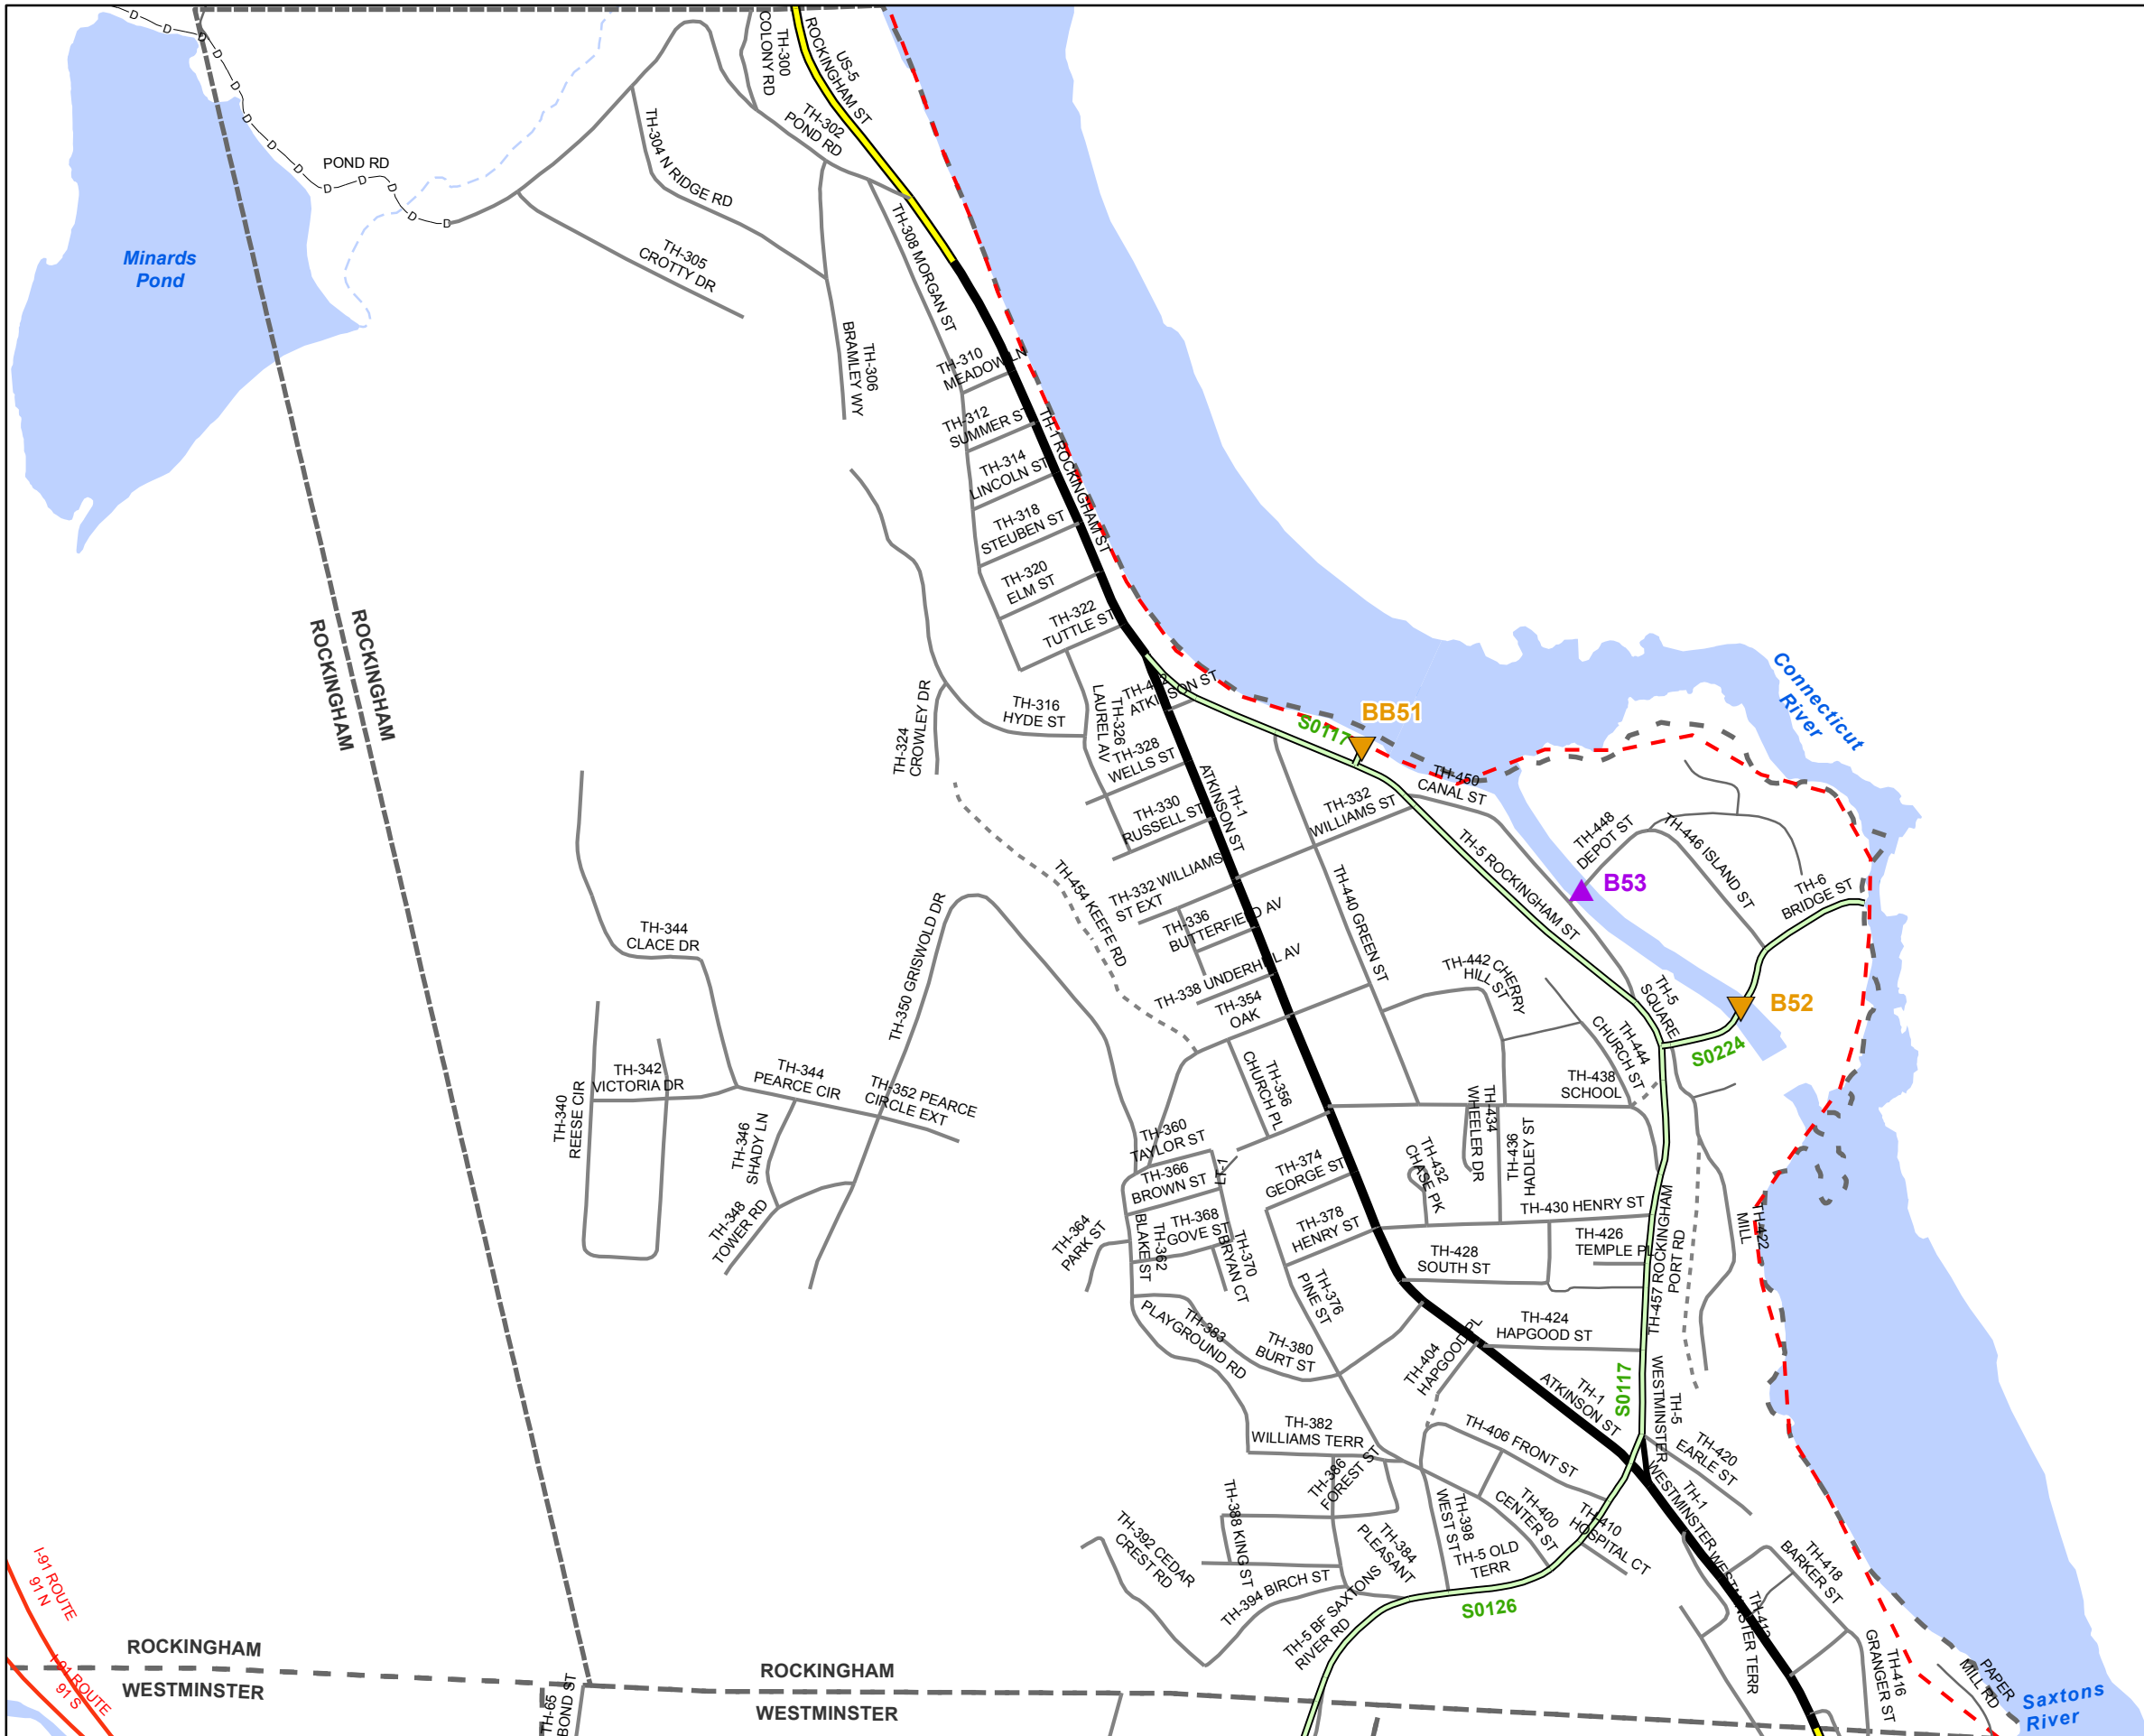 D D D D D D D D D D D D D D
POND RD
Minards
Pond
TH-300
COLONY RD
US-5
ROCKINGHAM ST
TH-302
POND RD
TH-304 N RIDGE RD
TH-305
CROTTY DR
TH-308 MORGAN ST
TH-306
BRAMLEY WY
TH-310
MEADOW LN
TH-312
SUMMER ST
TH-314
LINCOLN ST
TH-1 ROCKINGHAM ST
TH-318
STEUBEN ST
TH-320
ELM ST
TH-322
TUTTLE ST
ROCKINGHAM
ROCKINGHAM
TH-324
CROWLEY DR
TH-316
HYDE ST
TH-326
LAUREL AV
ATKINSON ST
TH-328
WELLS ST
TH-330
RUSSELL ST
TH-1
ATKINSON ST
S0117
BB51
TH-450
CANAL ST
Connecticut
River
TH-332
WILLIAMS ST
TH-332 WILLIAMS
ST EXT
TH-336
BUTTERFIELD AV
TH-338 UNDERHILL AV
TH-354
OAK
TH-454 KEEFE RD
TH-440 GREEN ST
TH-5 ROCKINGHAM ST
TH-448
DEPOT ST
TH-446 ISLAND ST
B53
TH-6
BRIDGE ST
TH-442 CHERRY
HILL ST
TH-5
SQUARE
B52
S0224
TH-444
CHURCH ST
TH-438
SCHOOL
TH-344
CLACE DR
TH-350 GRISWOLD DR
TH-342
VICTORIA DR
TH-340
REESE CIR
TH-344
PEARCE CIR
TH-352 PEARCE
CIRCLE EXT
TH-346
SHADY LN
TH-348
TOWER RD
TH-356
CHURCH PL
TH-360
TAYLOR ST
TH-366
BROWN ST
LT-7
TH-368
GOVE ST
TH-362
BLAKE ST
TH-364
PARK ST
TH-370
BRYAN CT
TH-374
GEORGE ST
TH-378
HENRY ST
TH-376
PINE ST
TH-432
CHASE PK
TH-434
WHEELER DR
TH-436
HADLEY ST
TH-430 HENRY ST
TH-426
TEMPLE PL
TH-428
SOUTH ST
TH-457 ROCKINGHAM
PORT RD
TH-422
MILL
TH-424
HAPGOOD ST
TH-383
PLAYGROUND RD
TH-380
BURT ST
TH-404
HAPGOOD PL
TH-1
ATKINSON ST
S0117
TH-5
WESTMINSTER
TH-382
WILLIAMS TERR
TH-386
FOREST ST
TH-406 FRONT ST
TH-420
EARLE ST
TH-1
WESTMINSTER
TH-388 KING ST
TH-392 CEDAR
CREST RD
TH-384
PLEASANT
TH-398
WEST ST
TH-400
CENTER ST
TH-410
HOSPITAL CT
TH-5 OLD
TERR
TH-394 BIRCH ST
TH-5 BF SAXTONS
RIVER RD
S0126
TH-412
WESTMINSTER TERR
TH-418
BARKER ST
TH-416
GRANGER ST
PAPER
MILL RD
Saxtons
River
I-91 ROUTE
91 N
I-91 ROUTE
91 S
ROCKINGHAM
WESTMINSTER
TH-65
BOND ST
ROCKINGHAM
WESTMINSTER